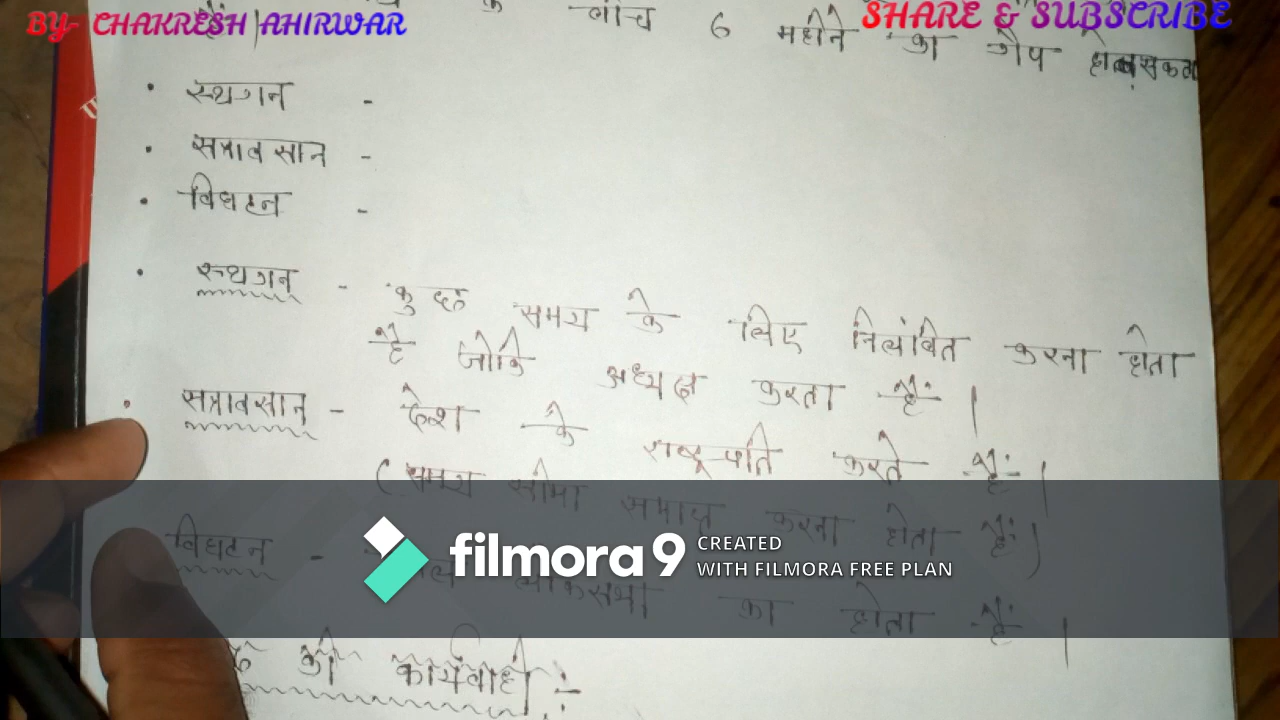 BY- CHAKRESH AHIRWAR
SHARE & SUBSCRIBE
के बीच 6 महीने का गेप
• स्थगन -
• सत्रावसान -
• विघटन -
• स्थगन - कुछ समय के लिए निलंबित करना होता
है जोकि अध्यक्ष करता है ।
• सत्रावसान - देश के राष्ट्रपति करते हैं ।
( समय सीमा समाप्त करना होता है )
विघटन - लोकसभा का होता है ।
filmora 9 CREATED
WITH FILMORA FREE PLAN
की कार्यवाही :-